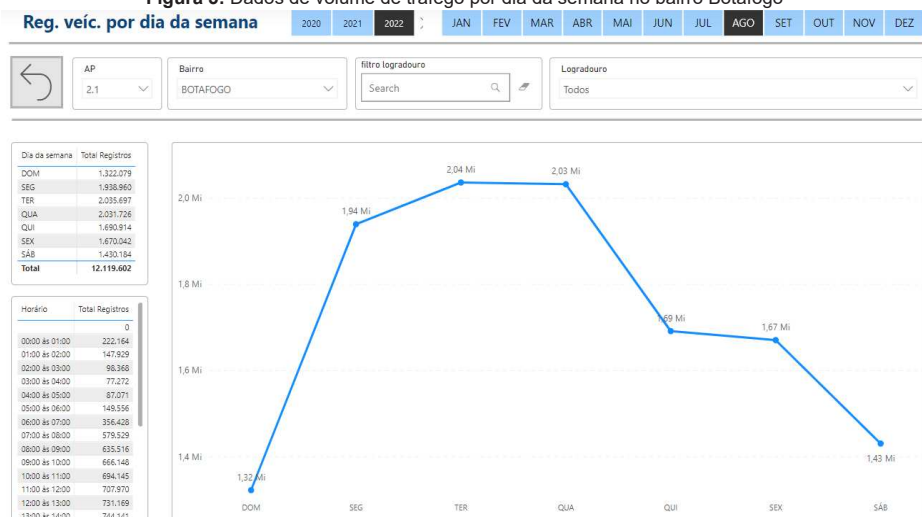 Figura 3: Dados de volume de tráfego por dia da semana no bairro Botafogo
Reg. veíc. por dia da semana 2020 2021 2022 JAN FEV MAR ABR MAI JUN JUL AGO SET OUT NOV DEZ
AP Bairro filtro logradouro Logradouro
2.1 BOTAFOGO Search Todos
Dia da semana Total Registros
DOM 1.322.079
SEG 1.938.960
TER 2.035.697
QUA 2.031.726
QUI 1.690.914
SEX 1.670.042
SÁB 1.430.184
Total 12.119.602
Horário Total Registros
0
00:00 às 01:00 222.164
01:00 às 02:00 147.929
02:00 às 03:00 98.368
03:00 às 04:00 77.272
04:00 às 05:00 87.071
05:00 às 06:00 149.556
06:00 às 07:00 356.428
07:00 às 08:00 579.529
08:00 às 09:00 635.516
09:00 às 10:00 666.148
10:00 às 11:00 694.145
11:00 às 12:00 707.970
12:00 às 13:00 731.169
13:00 às 14:00 744.141
2,0 Mi
1,8 Mi
1,6 Mi
1,4 Mi
1,32 Mi
1,94 Mi
2,04 Mi
2,03 Mi
1,69 Mi
1,67 Mi
1,43 Mi
DOM SEG TER QUA QUI SEX SÁB